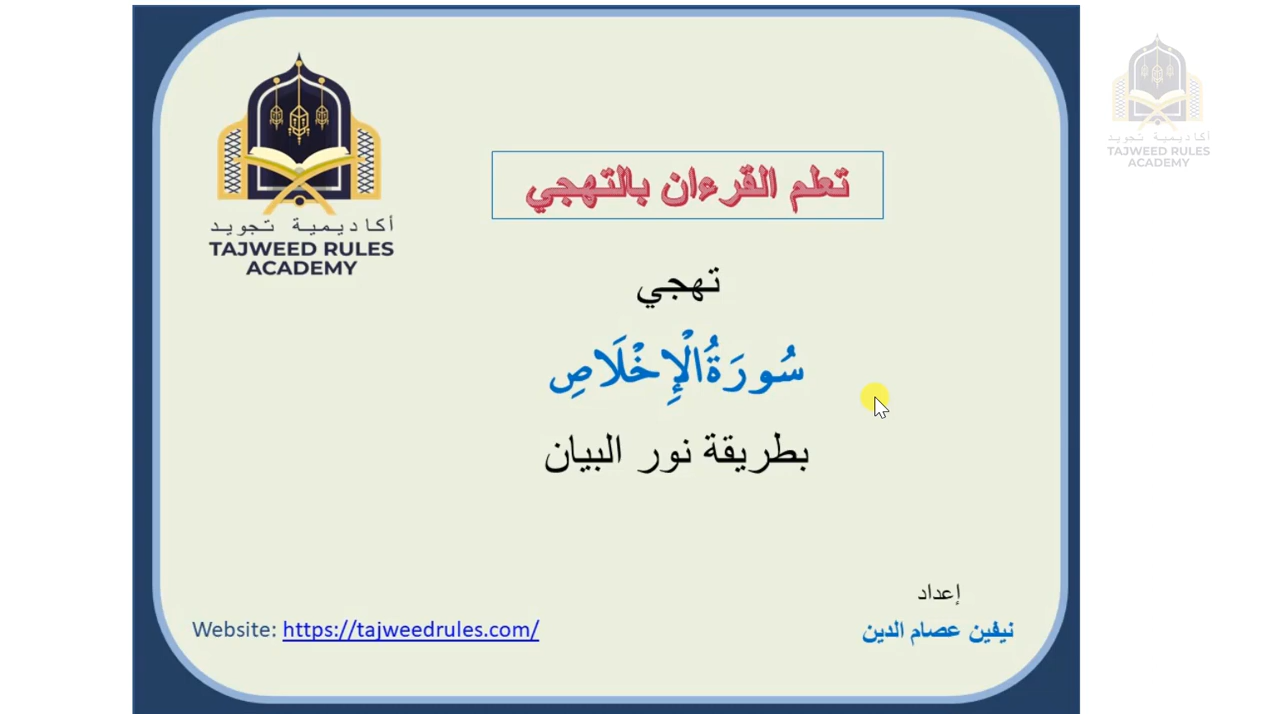 أكاديمية تجويد
TAJWEED RULES
ACADEMY
تعلم القرءان بالتهجي
تهجي
سُورَةُالْإِخْلَاصِ
بطريقة نور البيان
إعداد
نيفين عصام الدين
Website: https://tajweedrules.com/
أكاديمية تجويد
TAJWEED RULES
ACADEMY